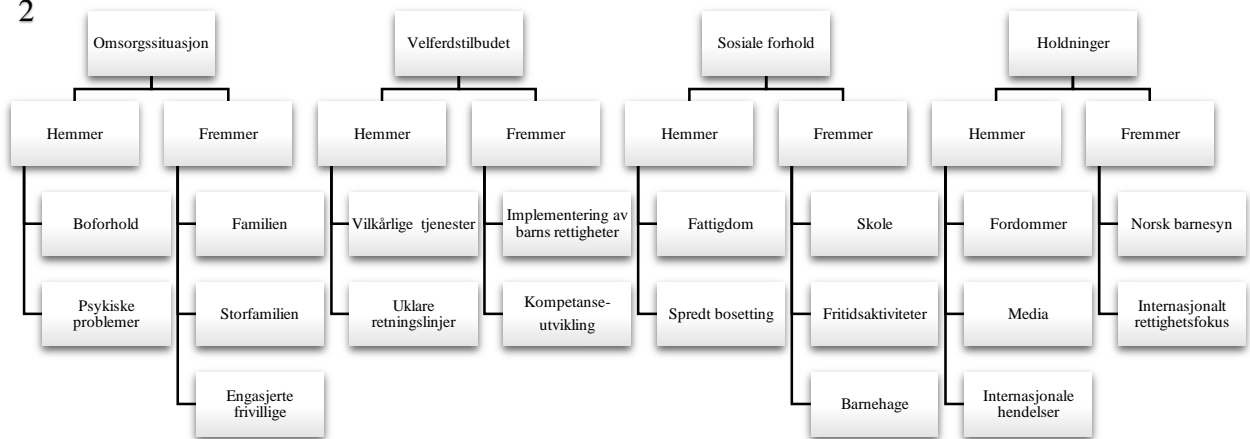 2
Omsorgssituasjon
Velferdstilbudet
Sosiale forhold
Holdninger
Hemmer
Fremmer
Hemmer
Fremmer
Hemmer
Fremmer
Hemmer
Fremmer
Boforhold
Familien
Vilkårlige tjenester
Implementering av
barns rettigheter
Fattigdom
Skole
Fordommer
Norsk barnesyn
Psykiske
problemer
Storfamilien
Uklare
retningslinjer
Kompetanse-
utvikling
Spredt bosetting
Fritidsaktiviteter
Media
Internasjonalt
rettighetsfokus
Engasjerte
frivillige
Barnehage
Internasjonale
hendelser